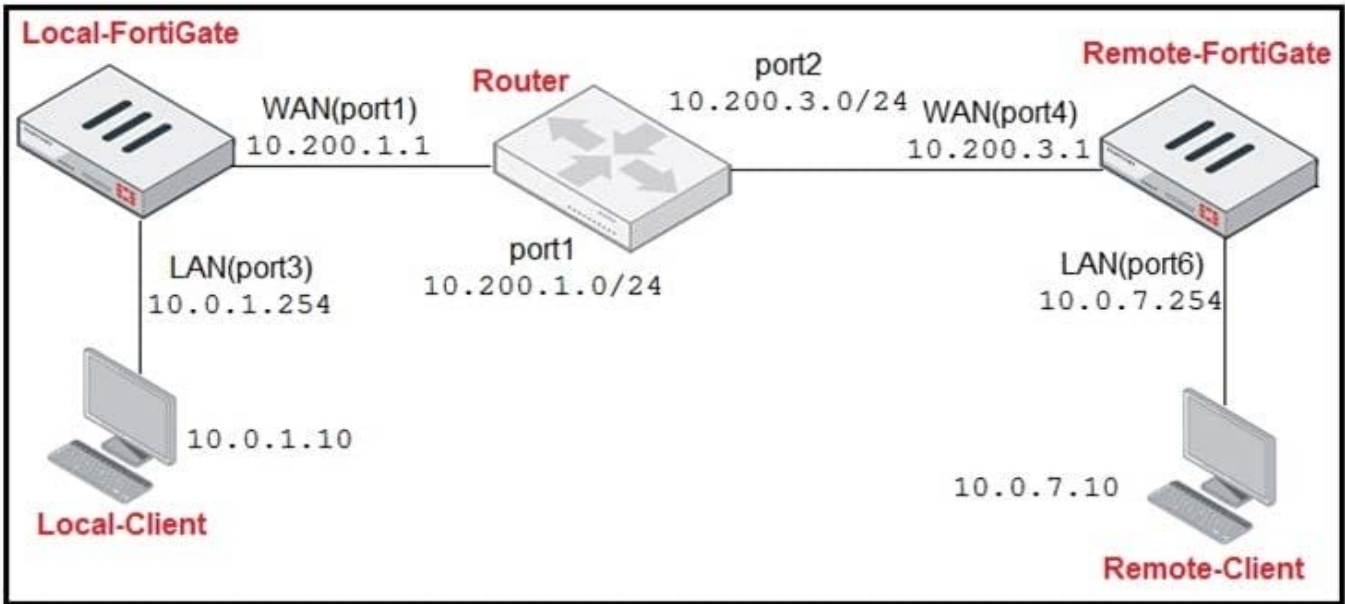 Local-FortiGate
WAN(port1)
10.200.1.1
Router
port2
10.200.3.0/24
Remote-FortiGate
WAN(port4)
10.200.3.1
port1
10.200.1.0/24
LAN(port3)
10.0.1.254
10.0.1.10
Local-Client
LAN(port6)
10.0.7.254
10.0.7.10
Remote-Client